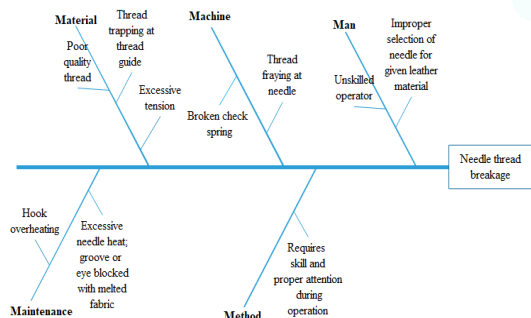 Material
Thread
trapping at
thread
guide
Poor
quality
thread
Excessive
tension
Machine
Thread
fraying at
needle
Broken check
spring
Man
Improper
selection of
needle for
given leather
material
Unskilled
operator
Needle thread
breakage
Hook
overheating
Excessive
needle heat;
groove or
eye blocked
with melted
fabric
Maintenance
Requires
skill and
proper attention
during
operation
Method